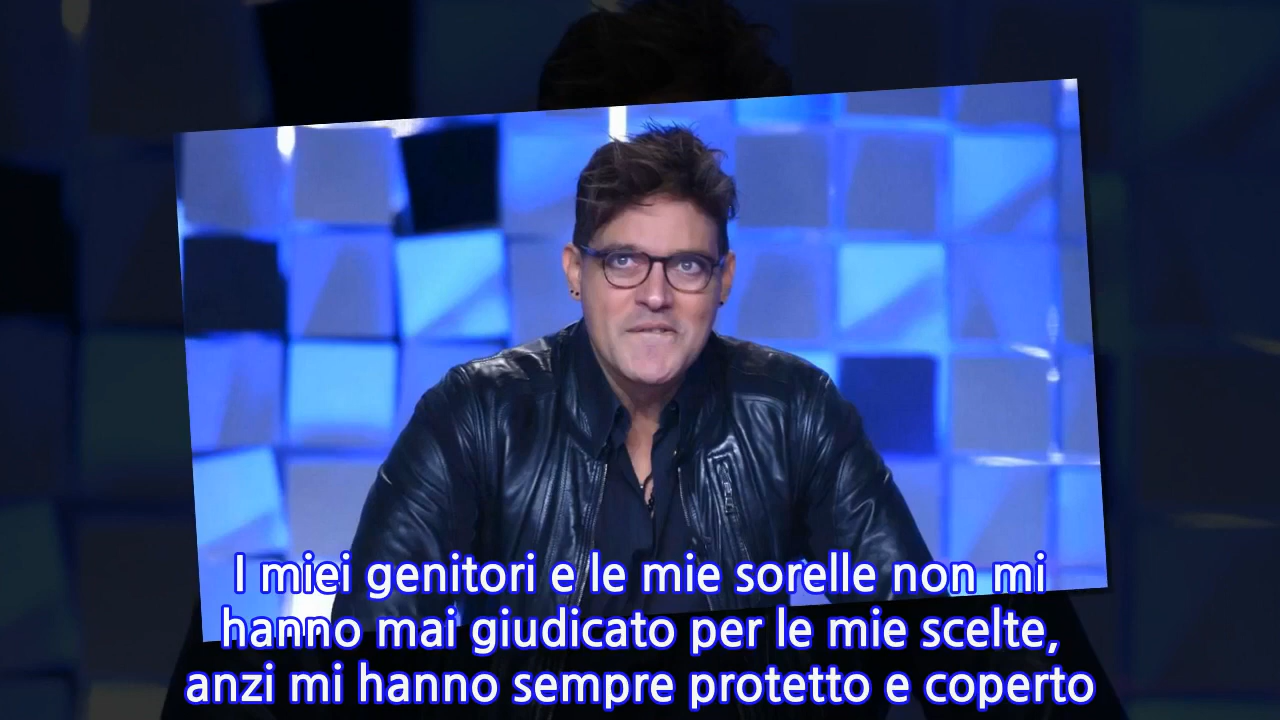 I miei genitori e le mie sorelle non mi
hanno mai giudicato per le mie scelte,
anzi mi hanno sempre protetto e coperto